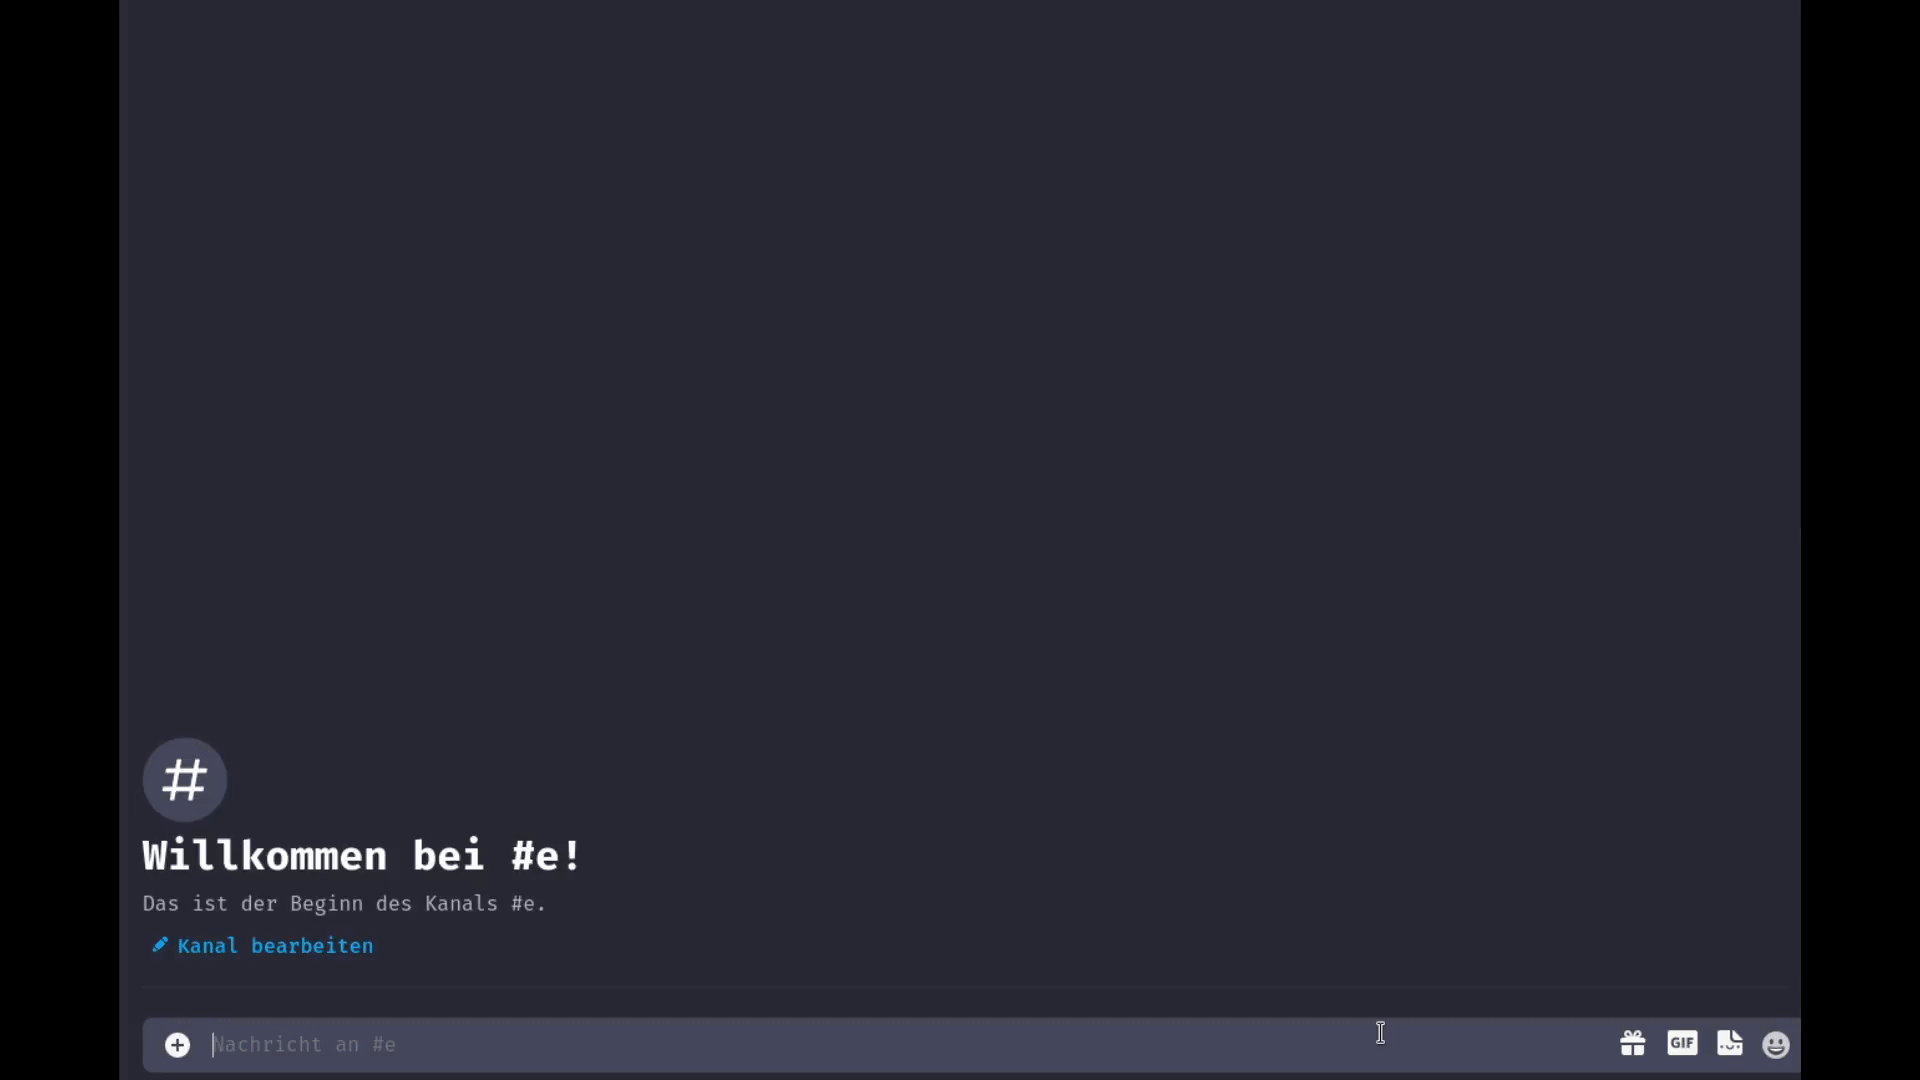 Willkommen bei #e!
Das ist der Beginn des Kanals #e.
Kanal bearbeiten
Nachricht an #e
GIF